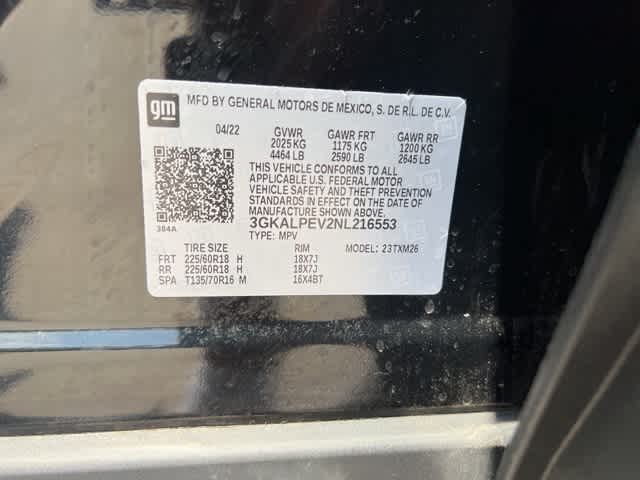 gm
MFD BY GENERAL MOTORS DE MEXICO, S. DE R.L. DE C.V.
04/22 GVWR GAWR FRT GAWR RR
2025 KG 1175 KG 1200 KG
4464 LB 2590 LB 2645 LB
THIS VEHICLE CONFORMS TO ALL
APPLICABLE U.S. FEDERAL MOTOR
VEHICLE SAFETY AND THEFT PREVENTION
STANDARDS IN EFFECT ON THE DATE OF
MANUFACTURE SHOWN ABOVE.
384A 3GKALPEV2NL216553
TYPE: MPV MODEL: 23TXM26
TIRE SIZE RIM
FRT 225/60R18 H 18X7J
RR 225/60R18 H 18X7J
SPA T135/70R16 M 16X4BT